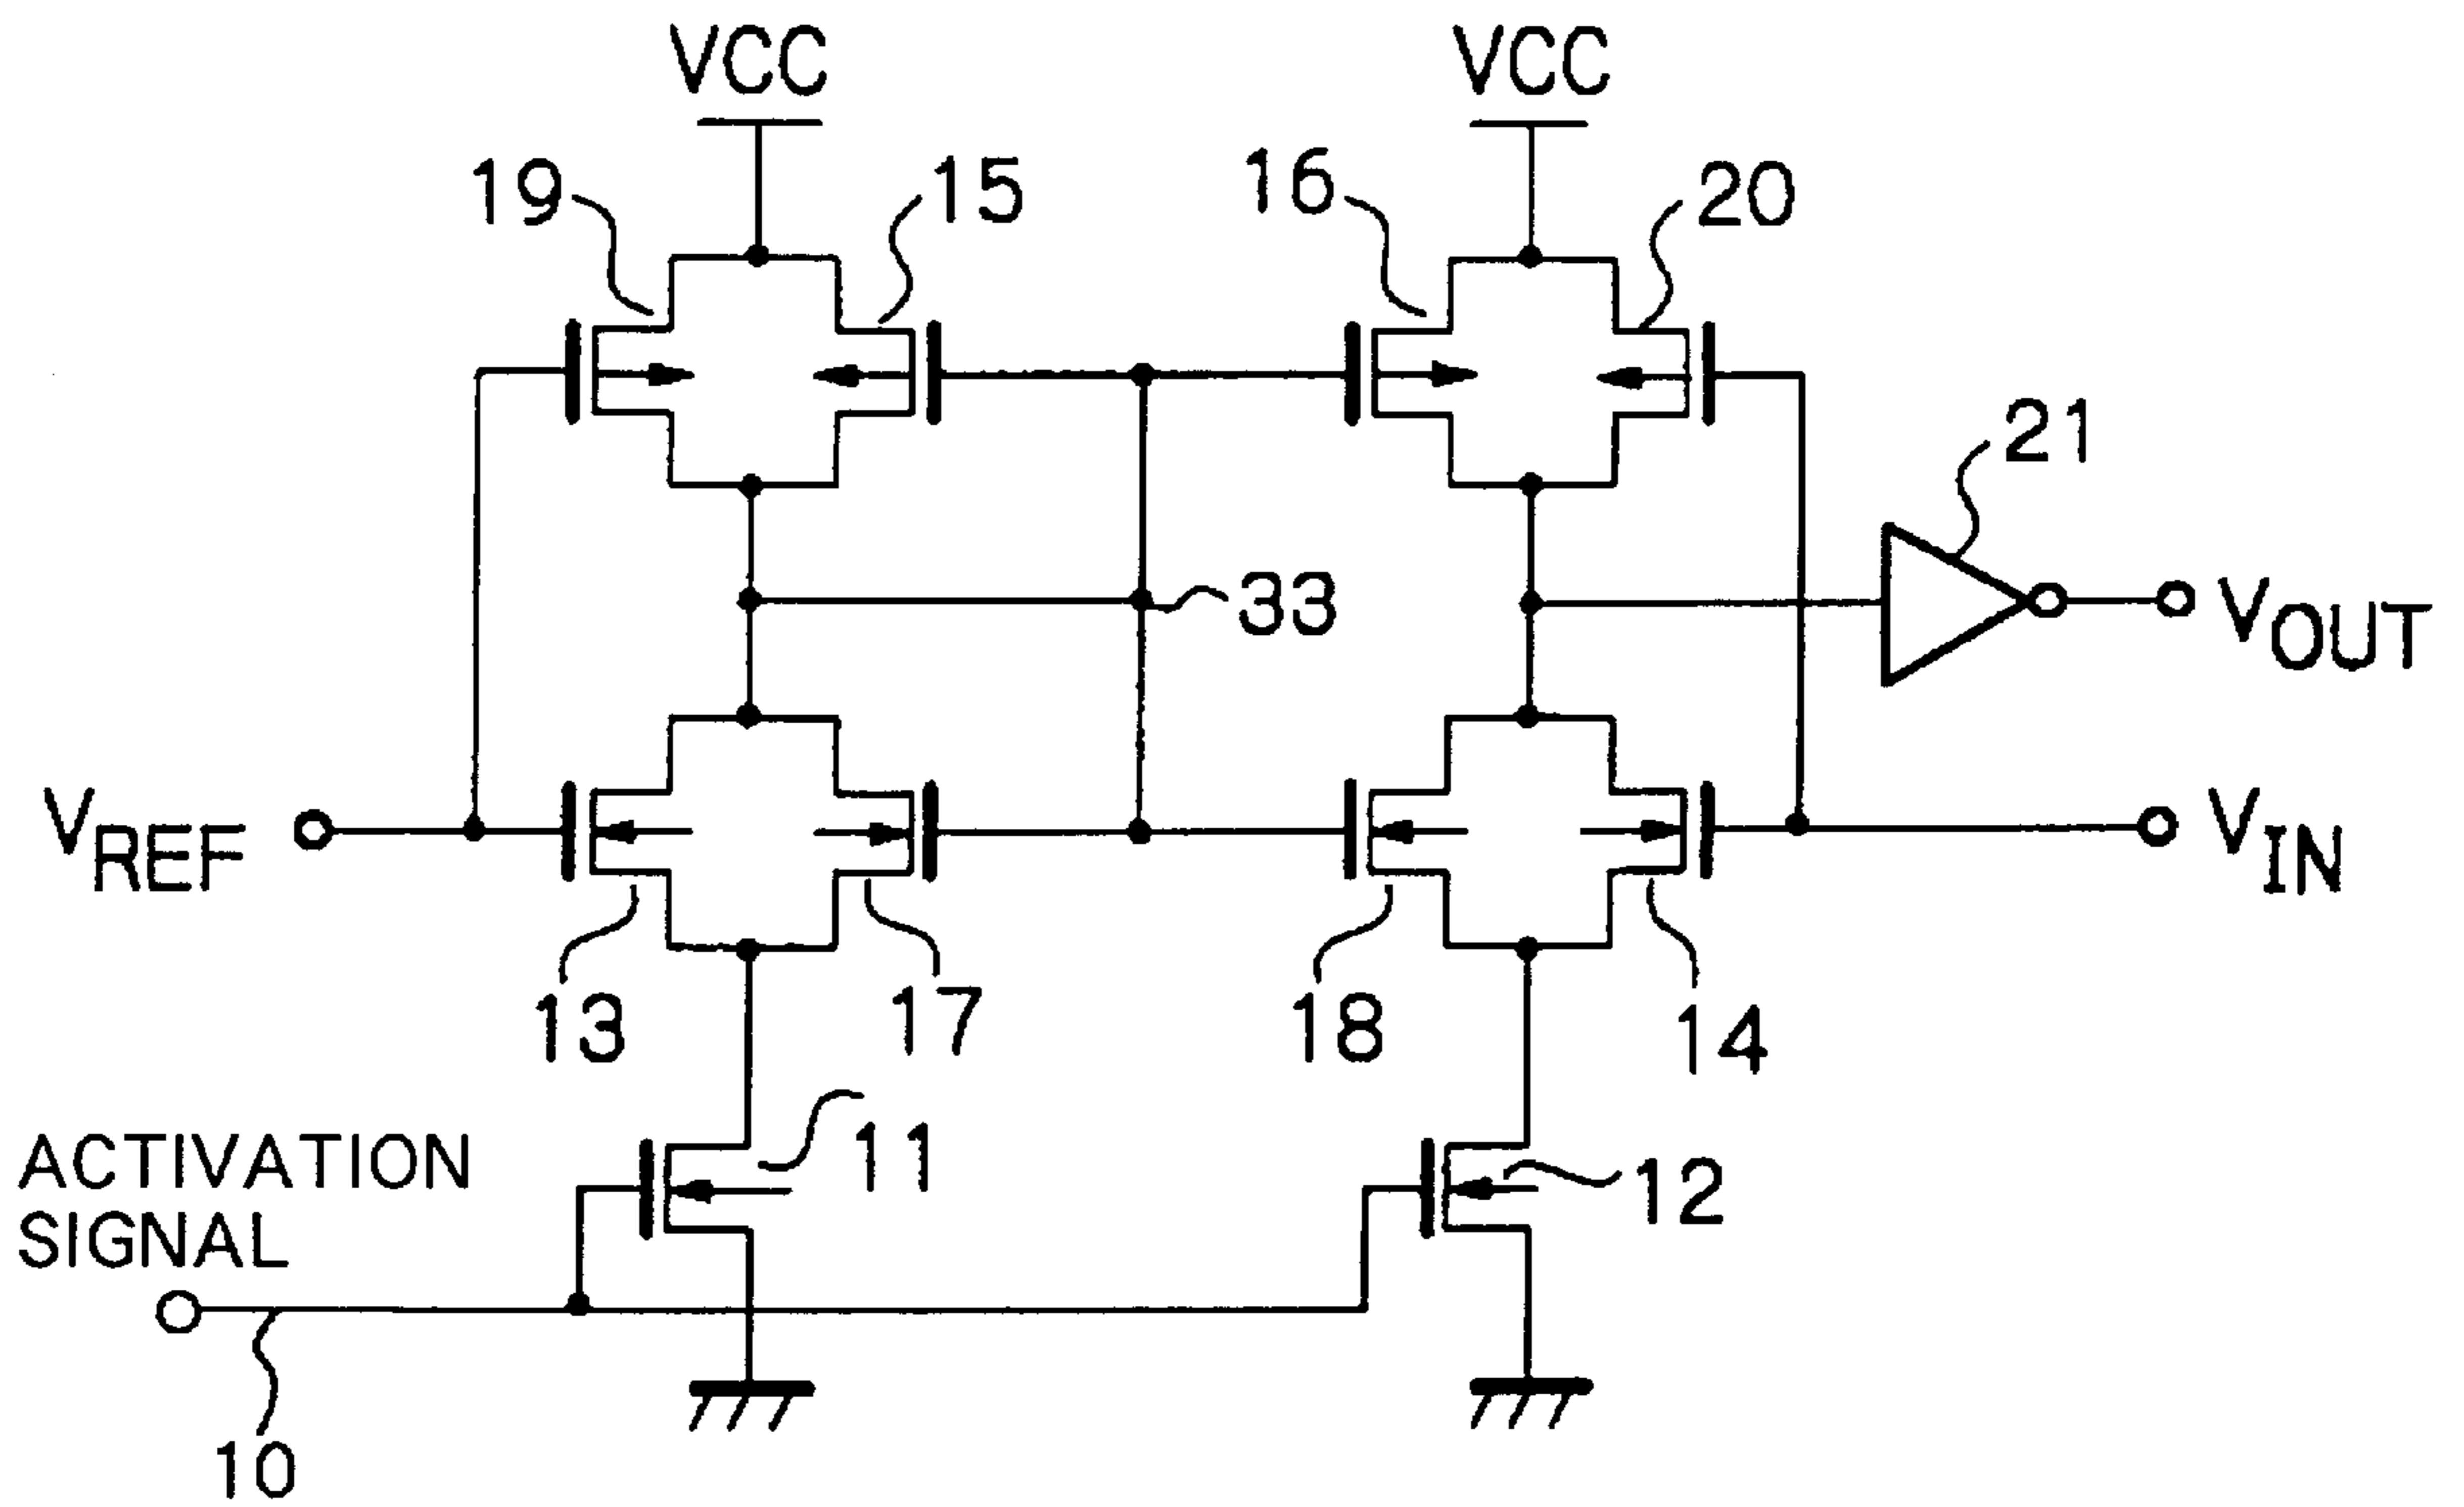 VCC
VCC
19
15
16
20
21
33
VOUT
VREF
VIN
13
17
18
14
11
12
ACTIVATION
SIGNAL
10